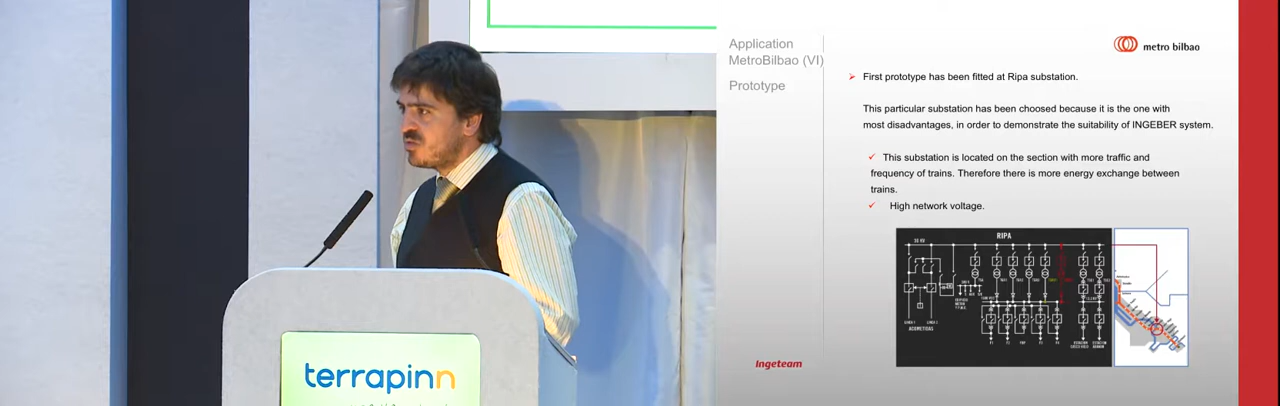 Application
MetroBilbao (VI)
Prototype
metro bilbao
First prototype has been fitted at Ripa substation.
This particular substation has been choosed because it is the one with
most disadvantages, in order to demonstrate the suitability of INGEBER system.
This substation is located on the section with more traffic and
frequency of trains. Therefore there is more energy exchange between
trains.
High network voltage.
RIPA
30 KV
ACOMETIDAS
Ingeteam
terrapinn